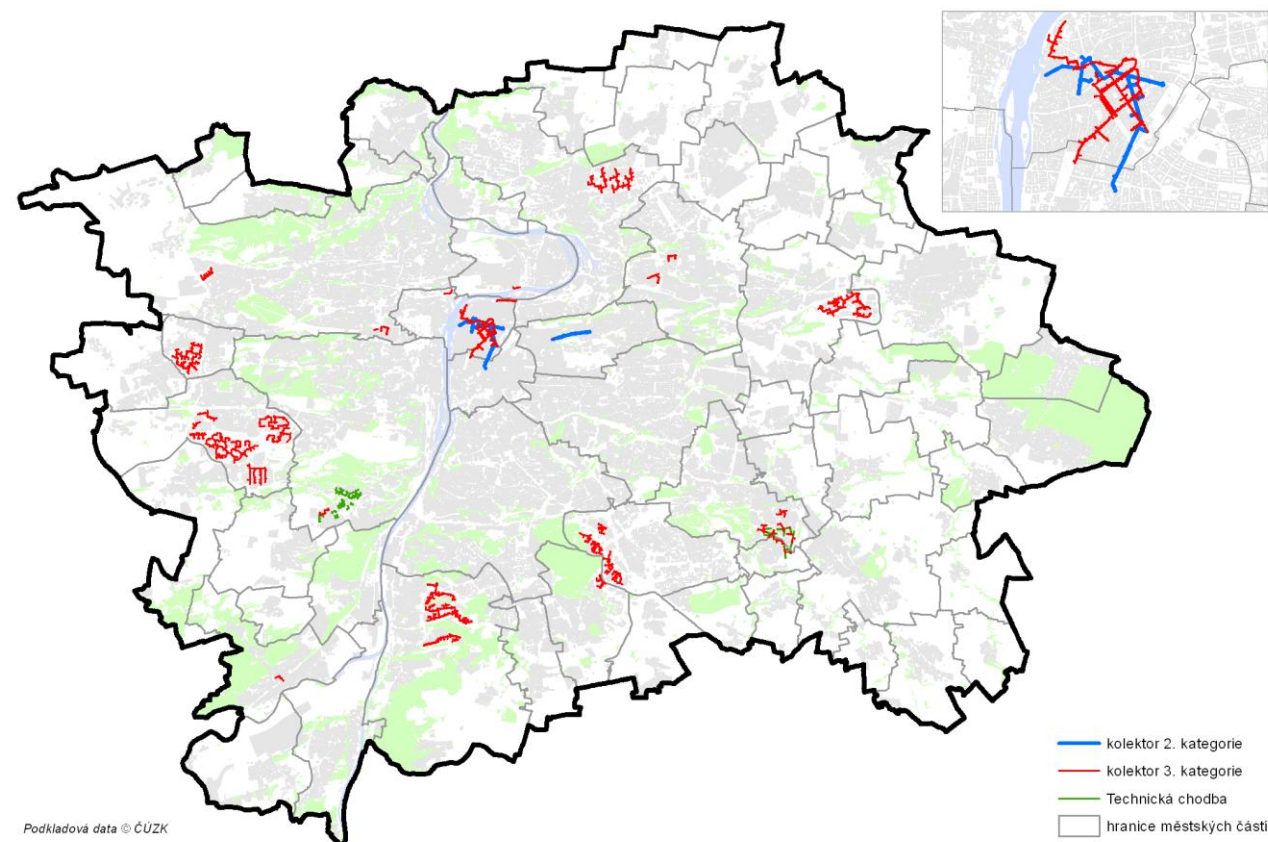 kolektor 2. kategorie
kolektor 3. kategorie
Technická chodba
hranice městských částí
Podkladová data © ČÚZK